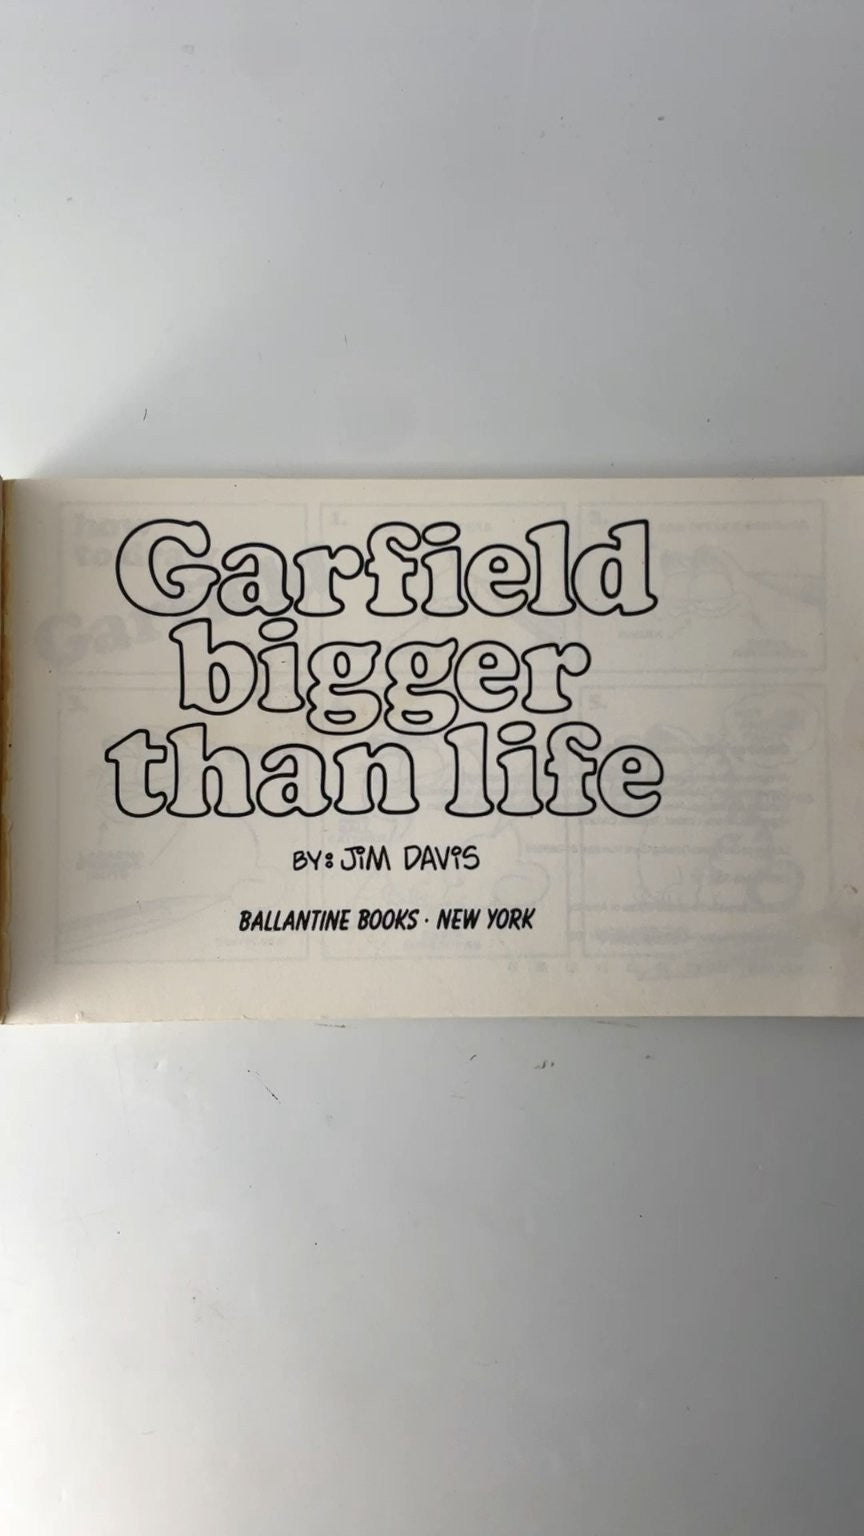 Garfield
bigger
than life
BY: JiM DAViS
BALLANTINE BOOKS · NEW YORK